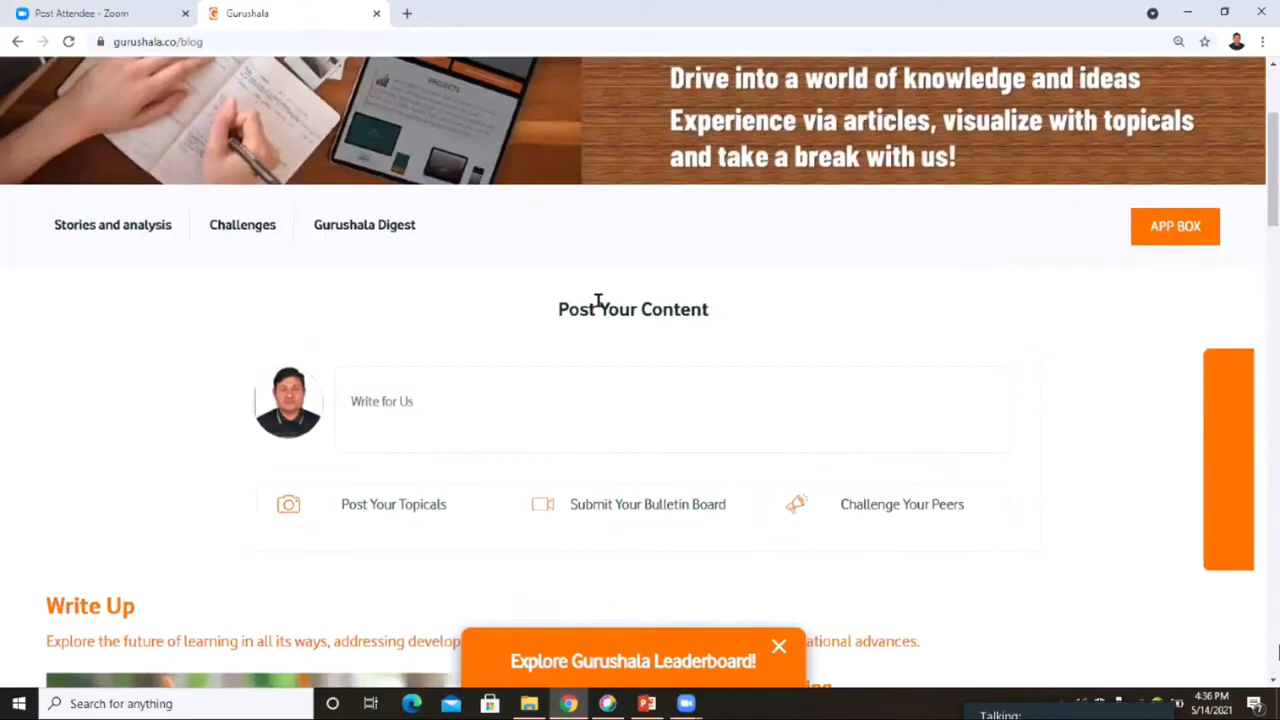 Post Attendee - Zoom
Gurushala
gurushala.co/blog
PROJECTS
Drive into a world of knowledge and ideas
Experience via articles, visualize with topicals
and take a break with us!
Stories and analysis
Challenges
Gurushala Digest
APP BOX
Post Your Content
Write for Us
Post Your Topicals
Submit Your Bulletin Board
Challenge Your Peers
Write Up
Explore the future of learning in all its ways, addressing
Explore Gurushala Leaderboard!
Search for anything
4:36 PM
5/14/2021
Talking: